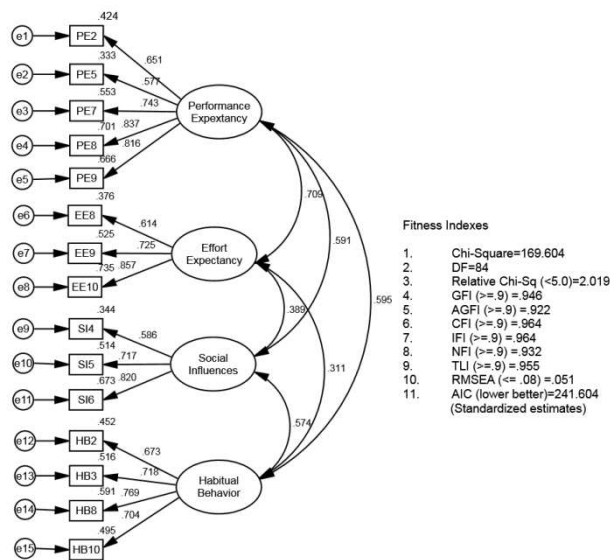 .424
e1 PE2
.651
.333
e2 PE5
.577
.553
e3 PE7
.743
Performance
Expextancy
.701
.837
e4 PE8
.816
.666
e5 PE9
.376
.709
e6 EE8
.614
.591
.525
e7 EE9
.725
Effort
Expectancy
.735
.857
e8 EE10
.595
.344
.389
e9 SI4
.586
.514
.311
e10 SI5
.717
Social
Influences
.673
.820
e11 SI6
.452
.574
e12 HB2
.673
.516
e13 HB3
.718
Habitual
Behavior
.591
.769
e14 HB8
.704
.495
e15 HB10
Fitness Indexes
1. Chi-Square=169.604
2. DF=84
3. Relative Chi-Sq (<5.0)=2.019
4. GFI (>=.9) =.946
5. AGFI (>=.9) =.922
6. CFI (>=.9) =.964
7. IFI (>=.9) =.964
8. NFI (>=.9) =.932
9. TLI (>=.9) =.955
10. RMSEA (<= .08) =.051
11. AIC (lower better)=241.604
(Standardized estimates)